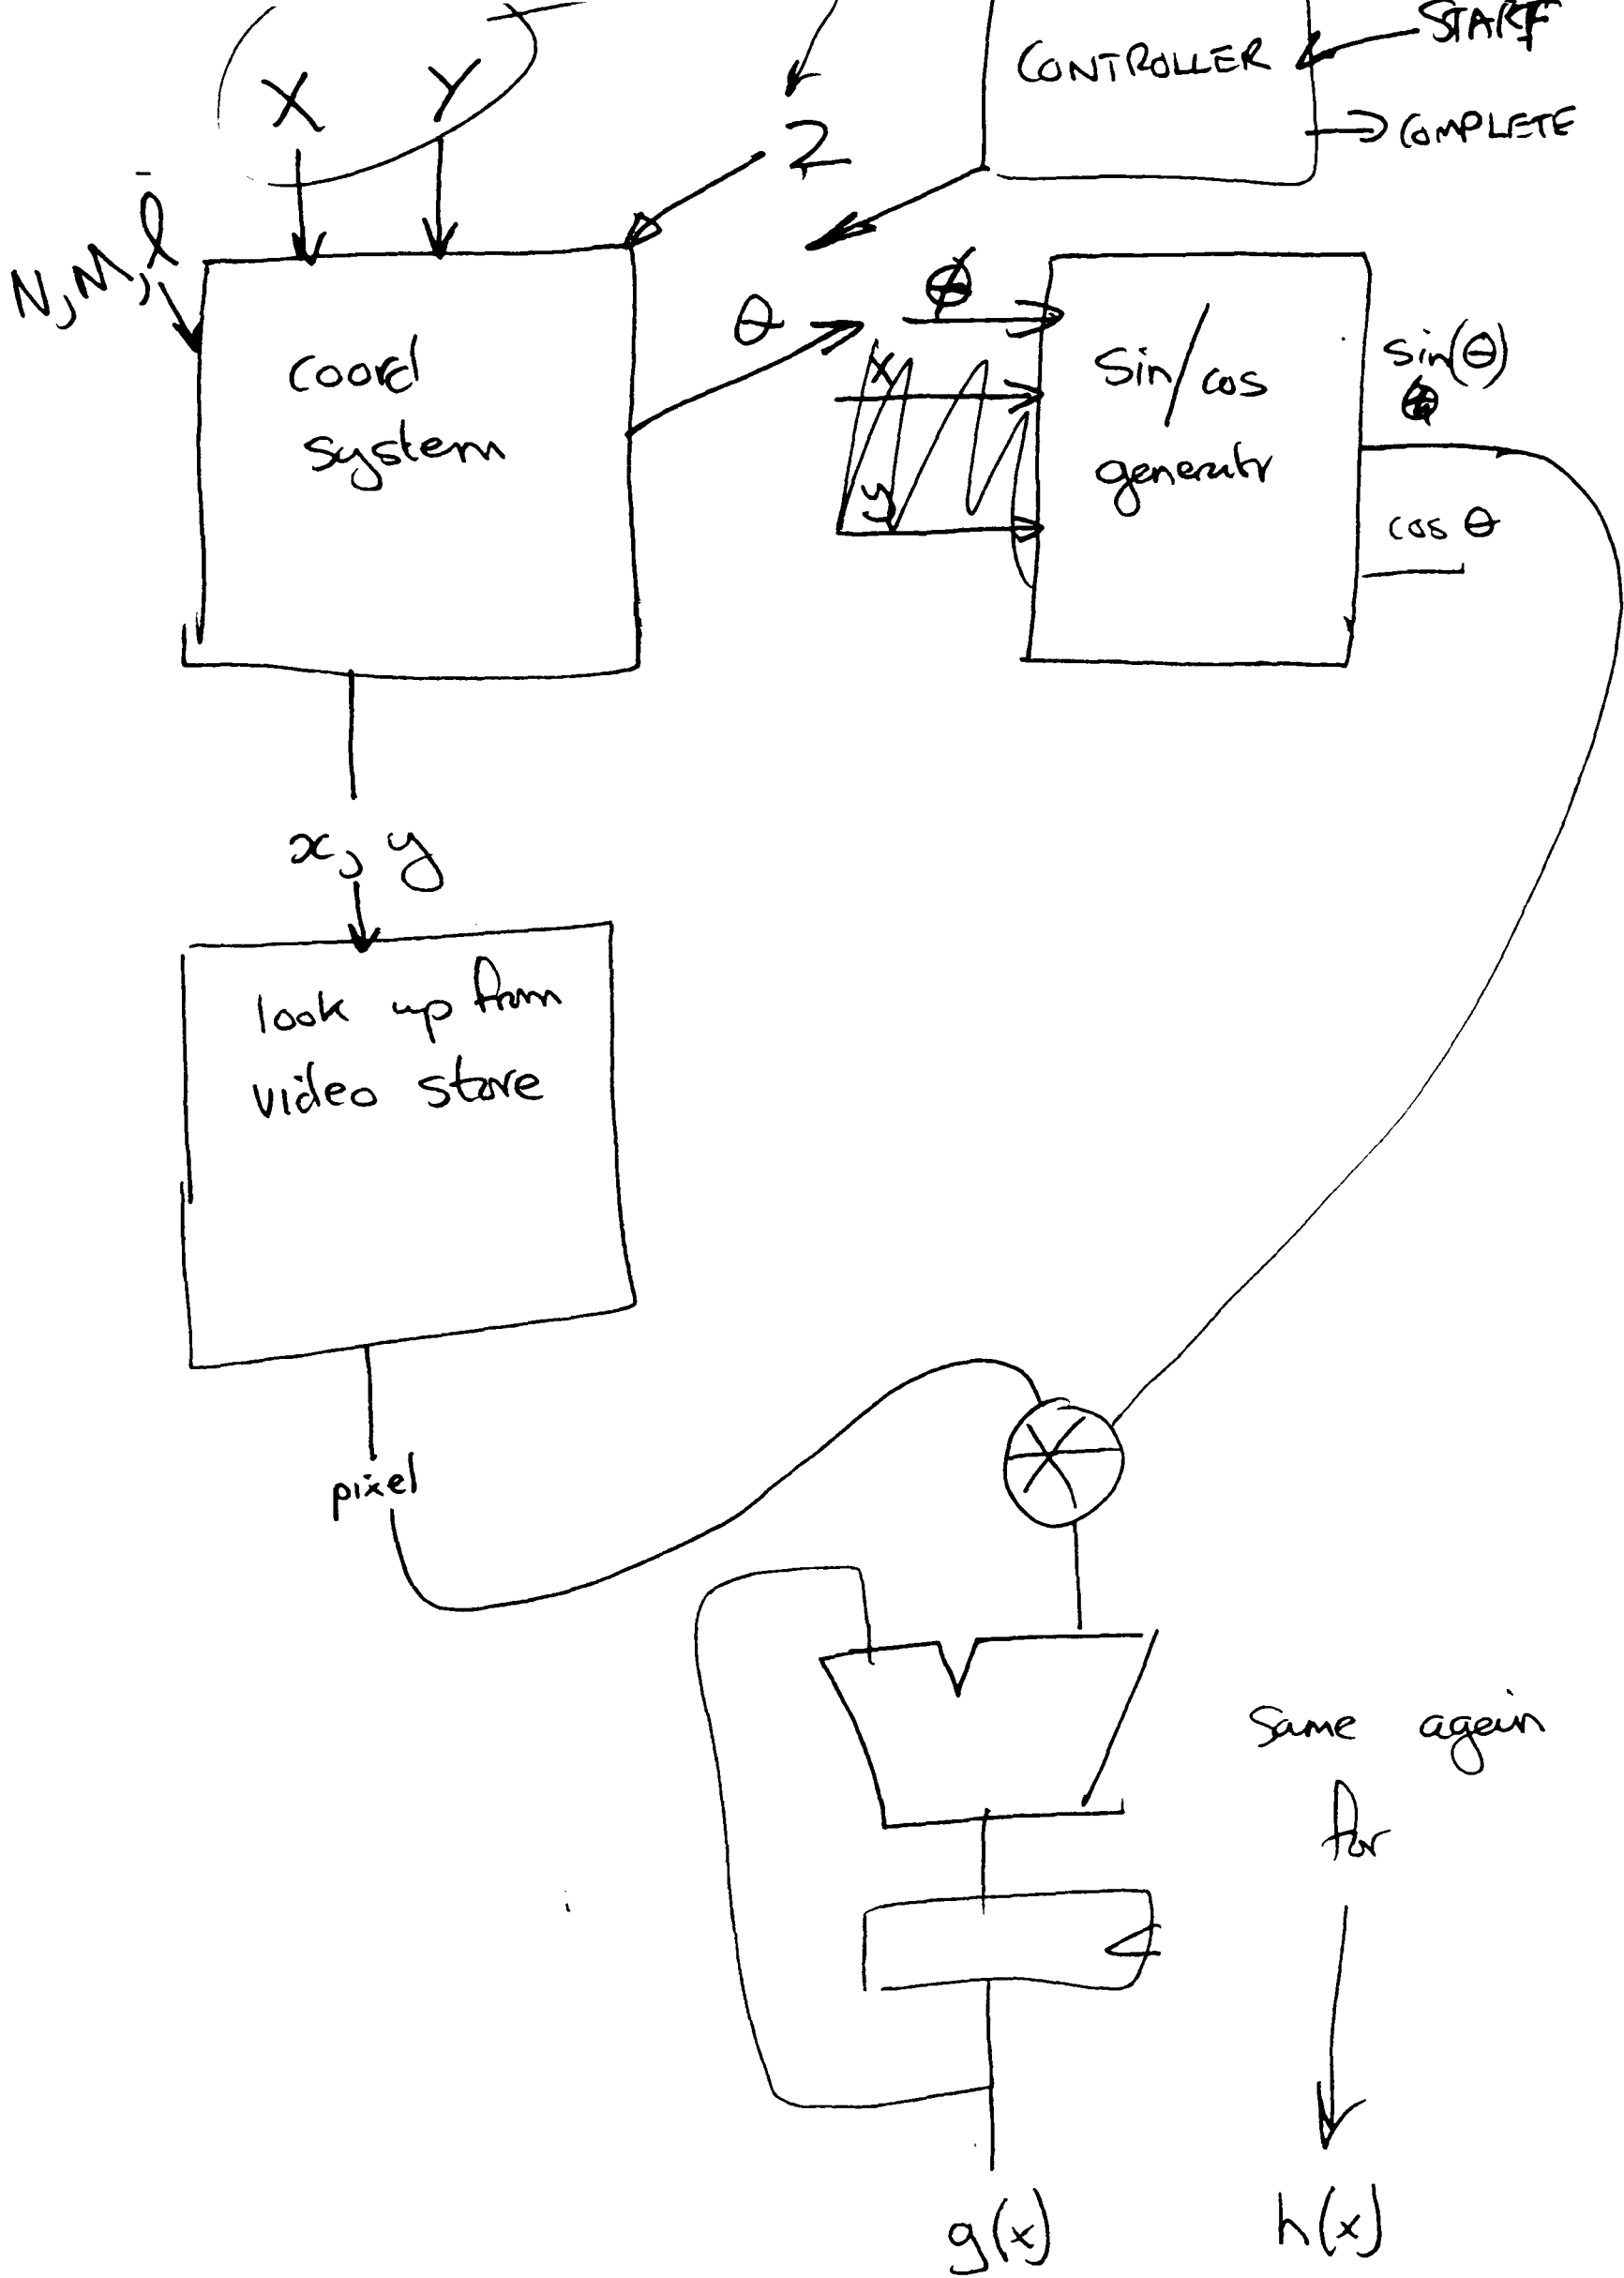 START
CONTROLLER
COMPLETE
X Y
Z
N, M, l
θ
coord
system
sin/cos
generatr
sin(θ)
cos θ
x, y
x
y
look up from
video store
pixel
same again
for
g(x)
h(x)